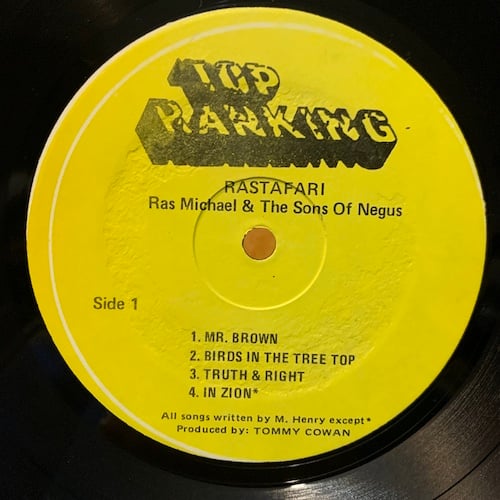 TOP
RANKING
RASTAFARI
Ras Michael & The Sons Of Negus
Side 1
1. MR. BROWN
2. BIRDS IN THE TREE TOP
3. TRUTH & RIGHT
4. IN ZION*
All songs written by M. Henry except*
Produced by: TOMMY COWAN